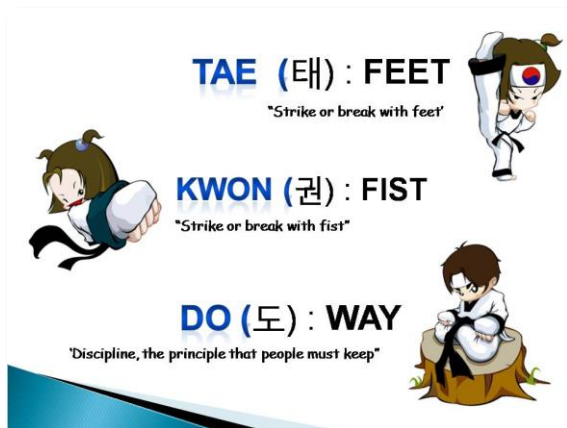 TAE (태) : FEET
"Strike or break with feet'
KWON (권) : FIST
"Strike or break with fist"
DO (도) : WAY
'Discipline, the principle that people must keep"